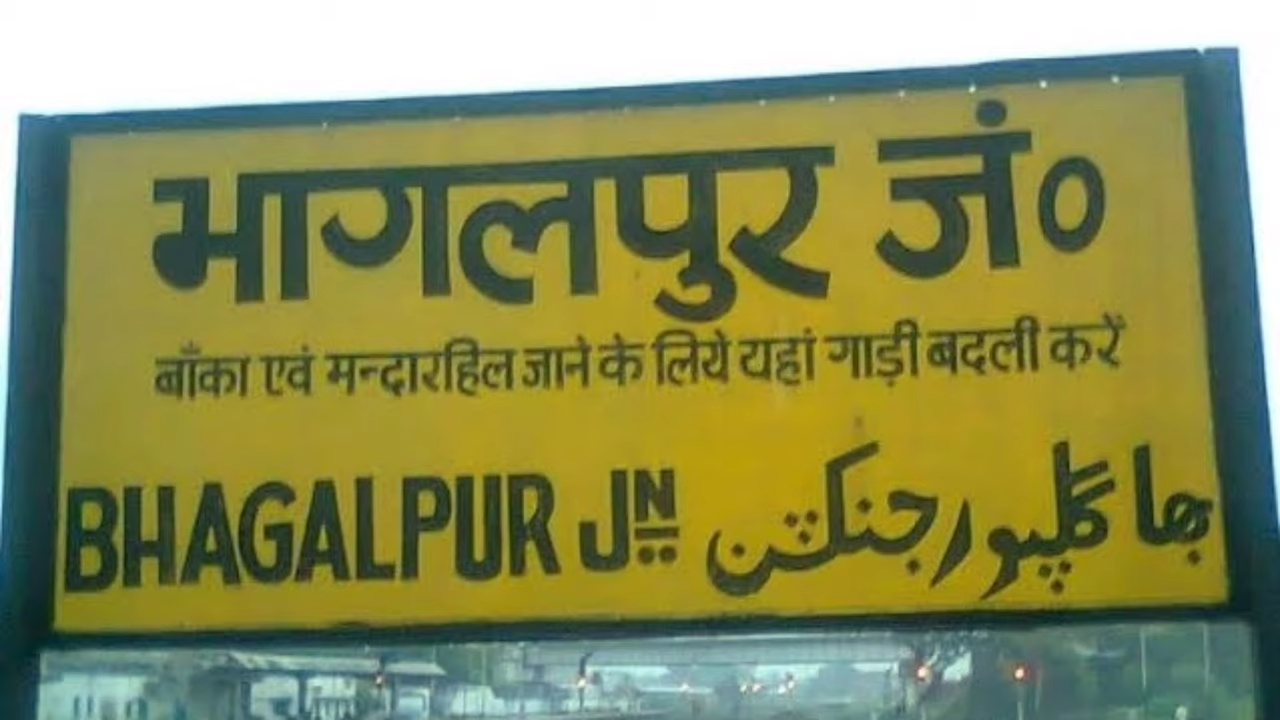 भागलपुर जं०
बाँका एवं मन्दारहिल जाने के लिये यहां गाड़ी बदली करें
BHAGALPUR JN بھاگلپور جنکشن